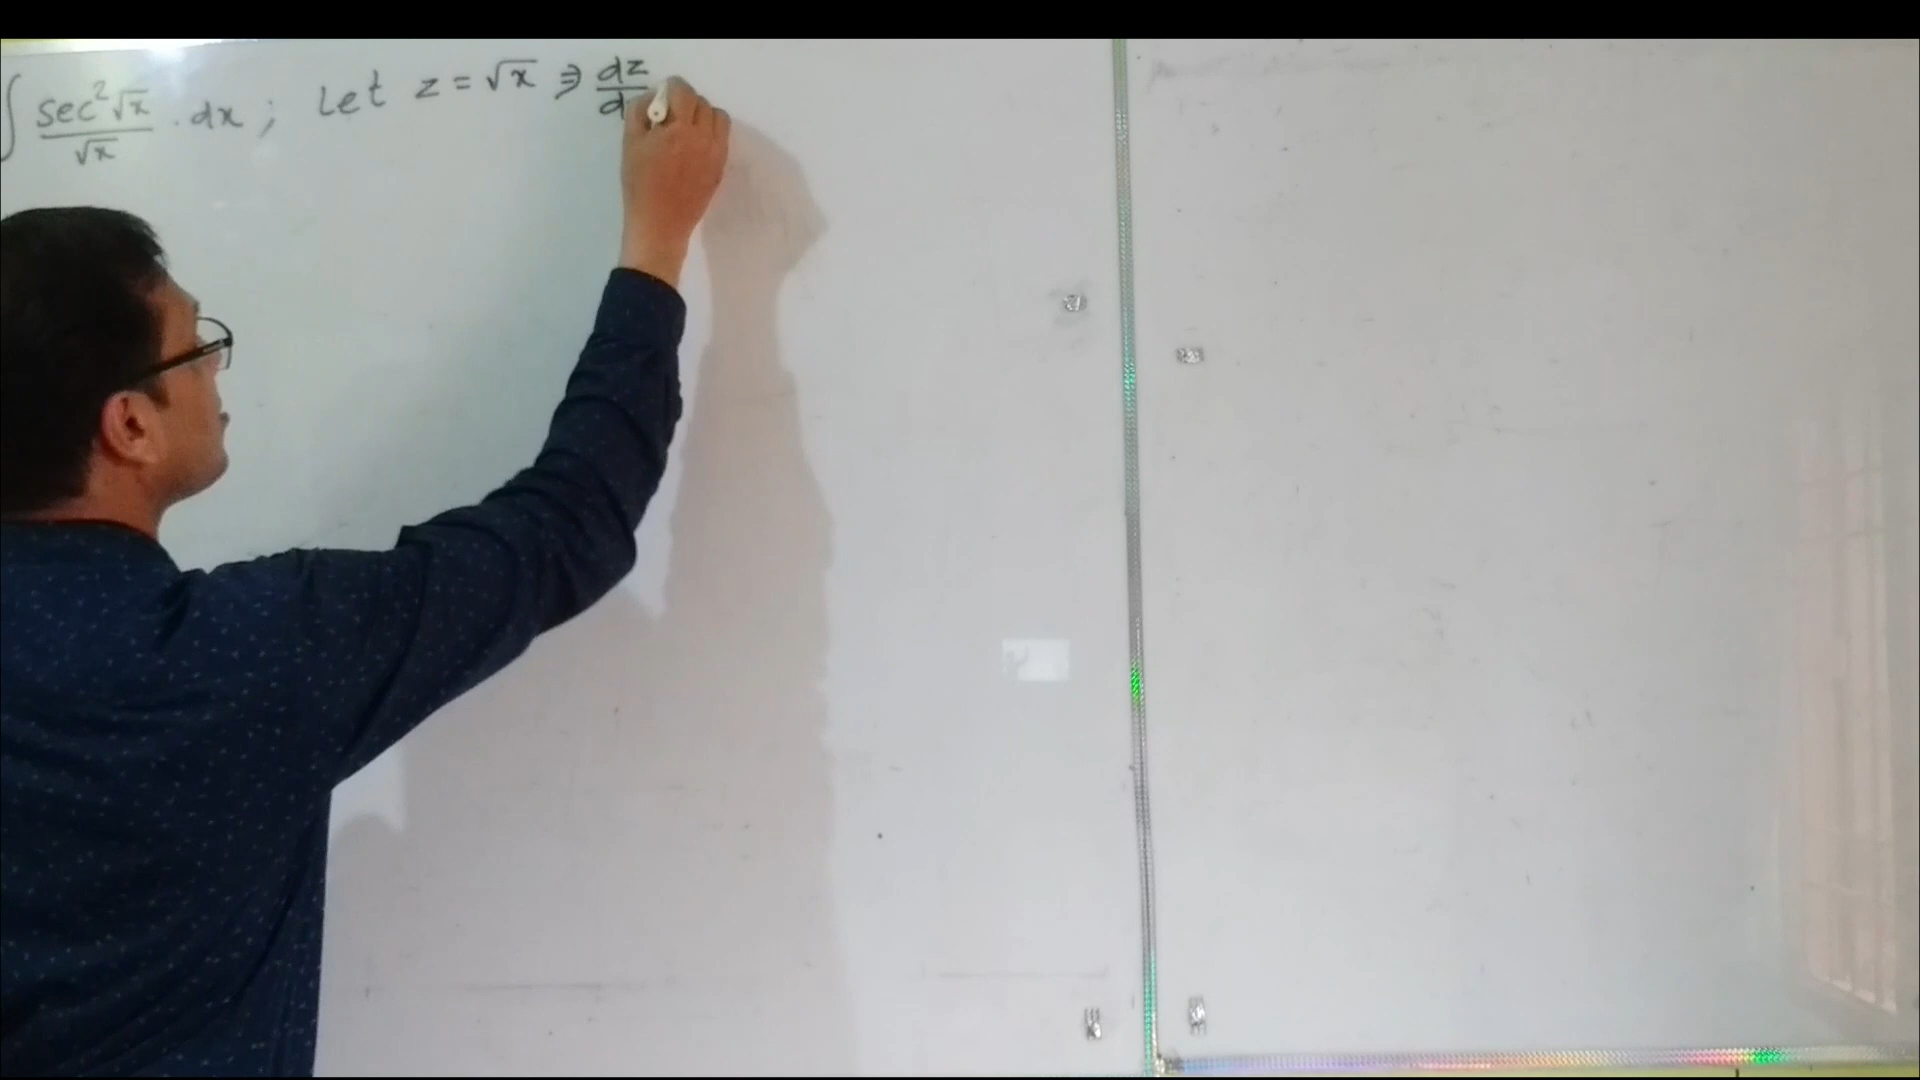 ∫ sec²√x / √x . dx ; Let z = √x ⇒ dz / d